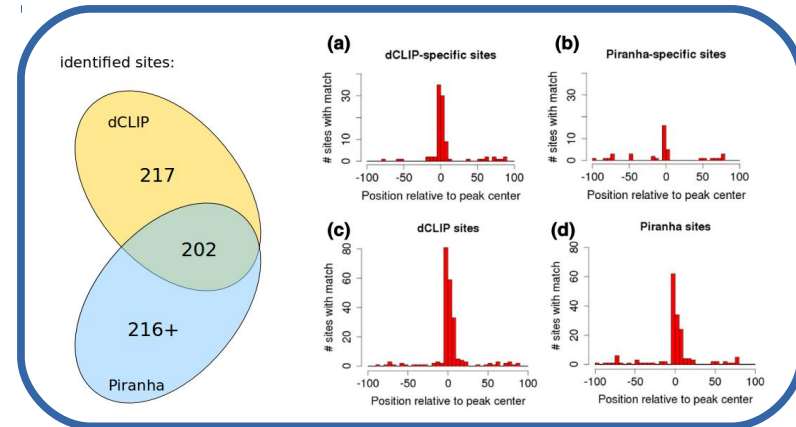 identified sites:
dCLIP
217
202
216+
Piranha
(a)
dCLIP-specific sites
# sites with match
0 10 30
-100 -50 0 50 100
Position relative to peak center
(b)
Piranha-specific sites
# sites with match
0 10 30
-100 -50 0 50 100
Position relative to peak center
(c)
dCLIP sites
# sites with match
0 20 40 60 80
-100 -50 0 50 100
Position relative to peak center
(d)
Piranha sites
# sites with match
0 20 40 60 80
-100 -50 0 50 100
Position relative to peak center